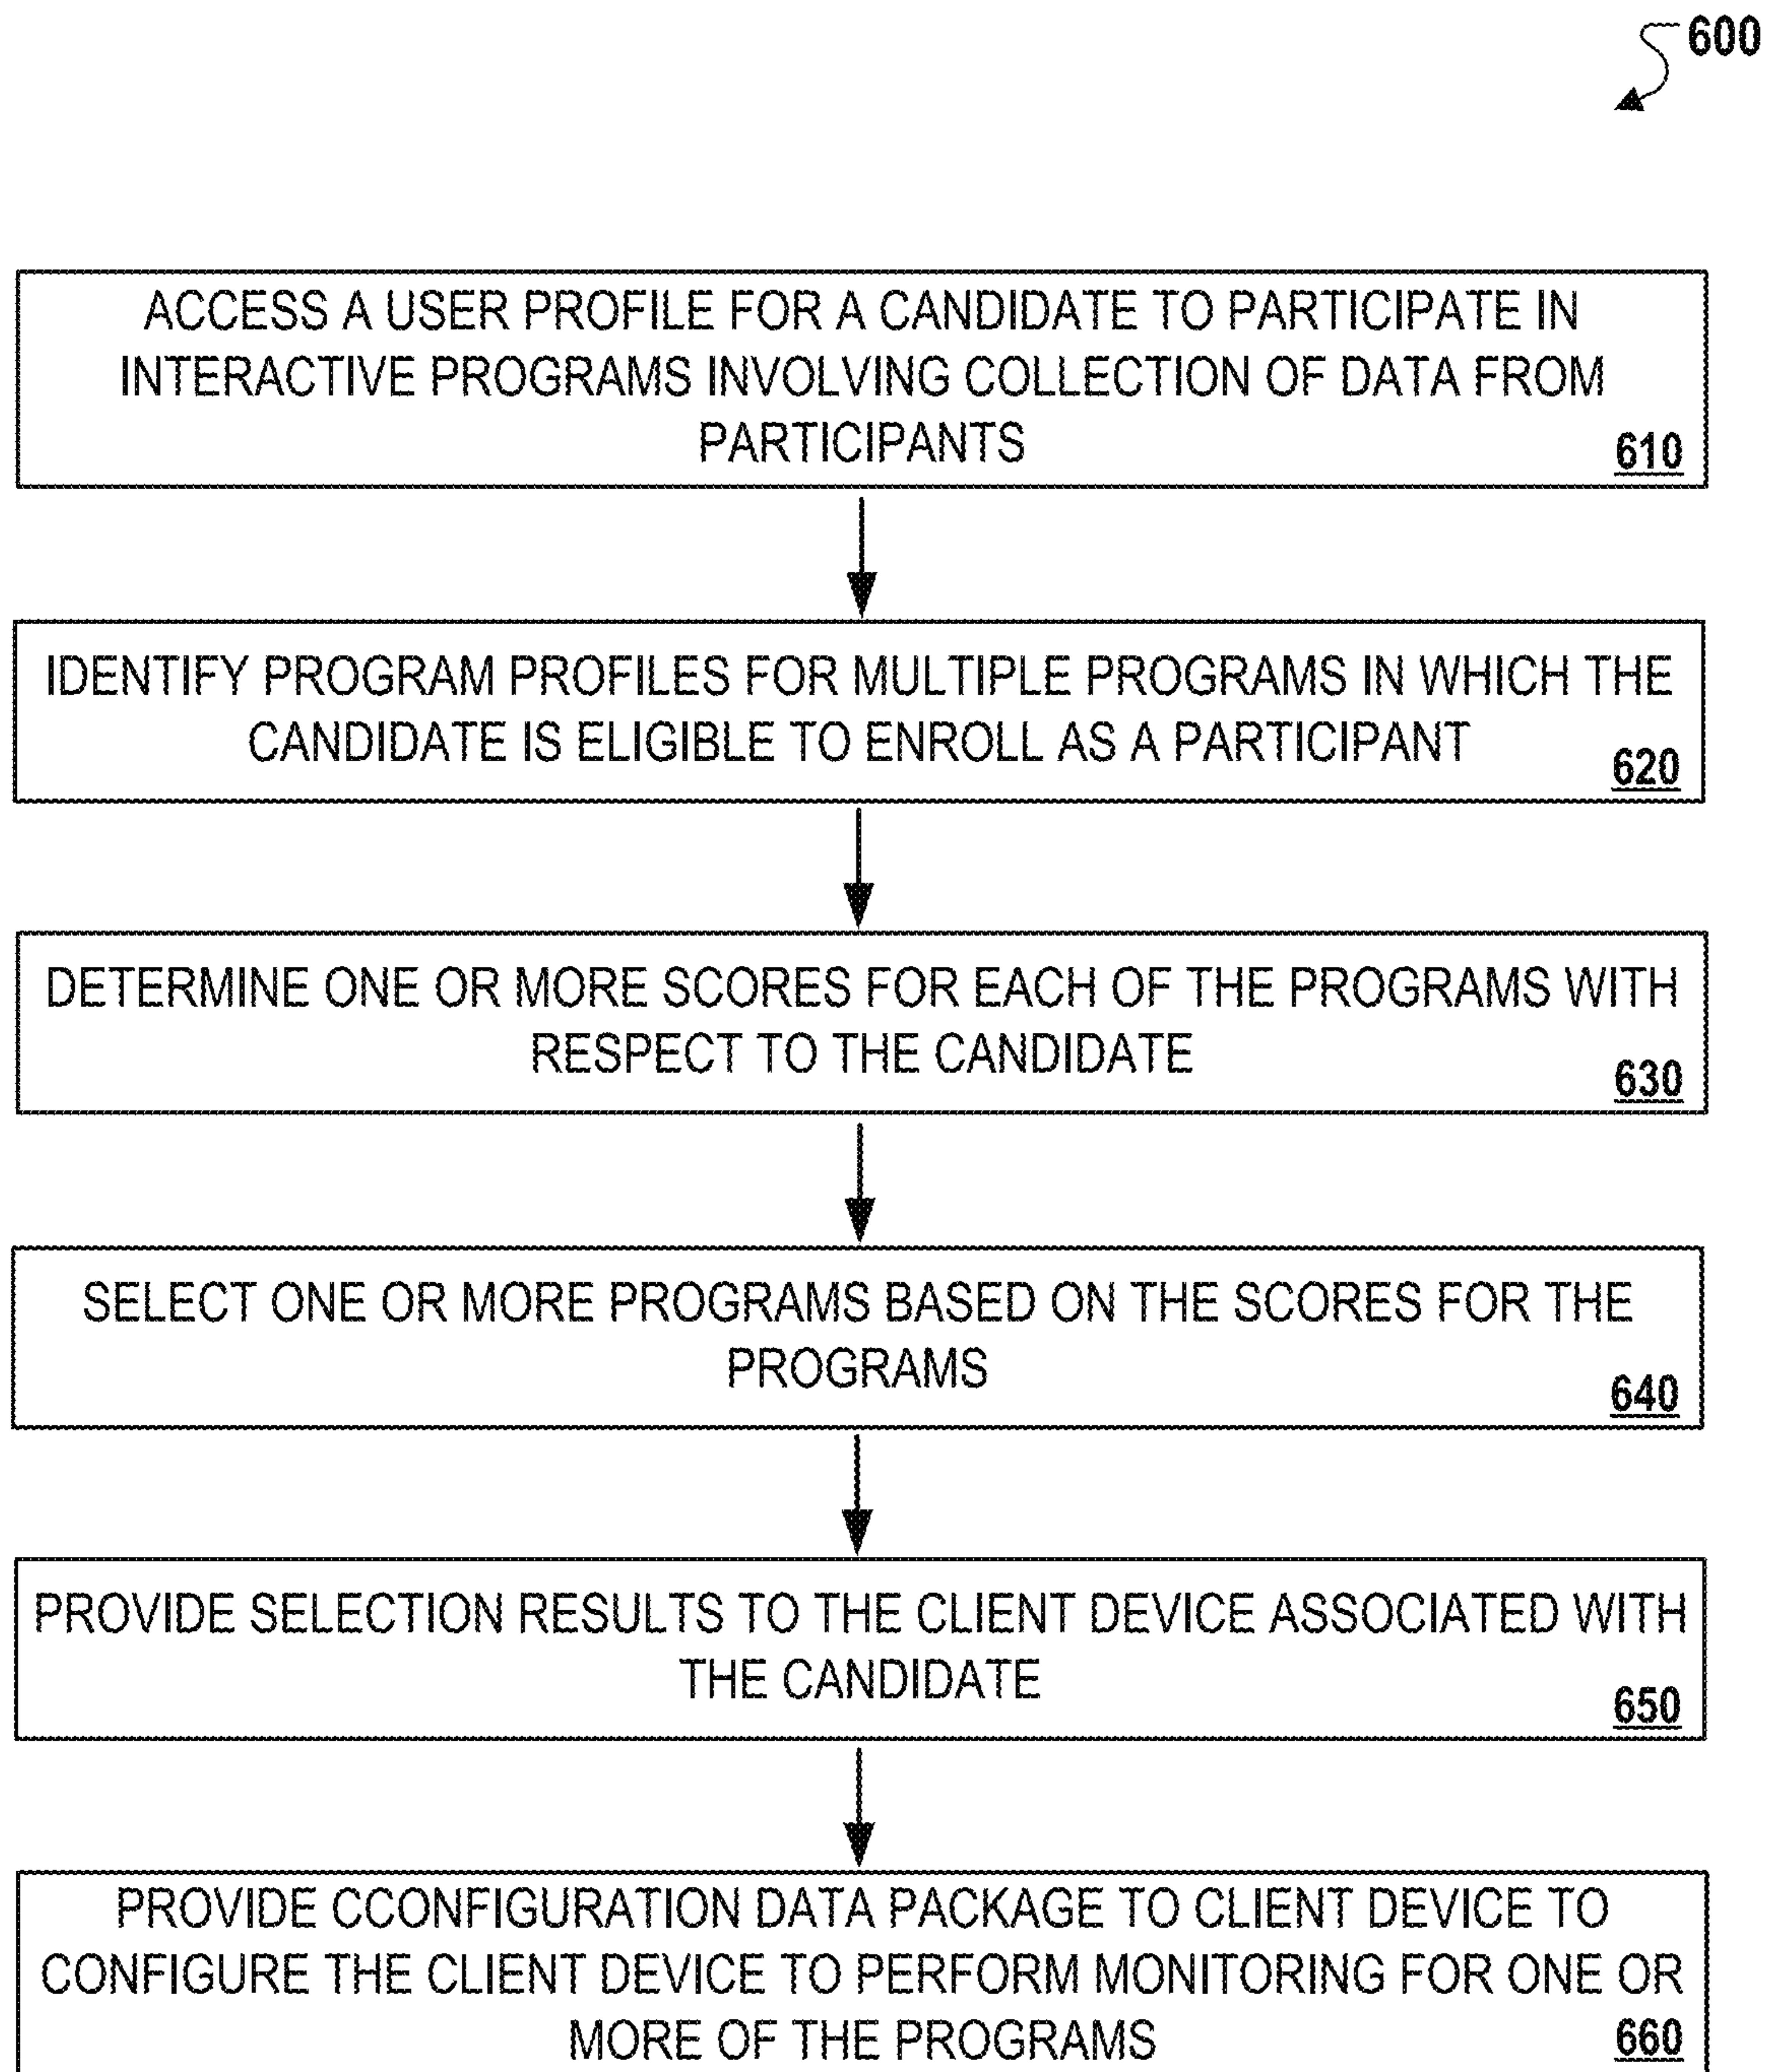 600
ACCESS A USER PROFILE FOR A CANDIDATE TO PARTICIPATE IN
INTERACTIVE PROGRAMS INVOLVING COLLECTION OF DATA FROM
PARTICIPANTS
610
IDENTIFY PROGRAM PROFILES FOR MULTIPLE PROGRAMS IN WHICH THE
CANDIDATE IS ELIGIBLE TO ENROLL AS A PARTICIPANT
620
DETERMINE ONE OR MORE SCORES FOR EACH OF THE PROGRAMS WITH
RESPECT TO THE CANDIDATE
630
SELECT ONE OR MORE PROGRAMS BASED ON THE SCORES FOR THE
PROGRAMS
640
PROVIDE SELECTION RESULTS TO THE CLIENT DEVICE ASSOCIATED WITH
THE CANDIDATE
650
PROVIDE CCONFIGURATION DATA PACKAGE TO CLIENT DEVICE TO
CONFIGURE THE CLIENT DEVICE TO PERFORM MONITORING FOR ONE OR
MORE OF THE PROGRAMS
660